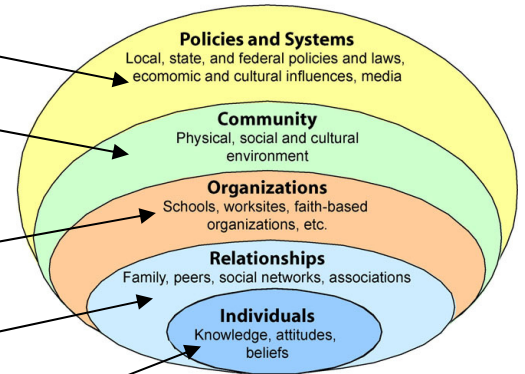 Policies and Systems
Local, state, and federal policies and laws,
ecomomic and cultural influences, media
Community
Physical, social and cultural
environment
Organizations
Schools, worksites, faith-based
organizations, etc.
Relationships
Family, peers, social networks, associations
Individuals
Knowledge, attitudes,
beliefs